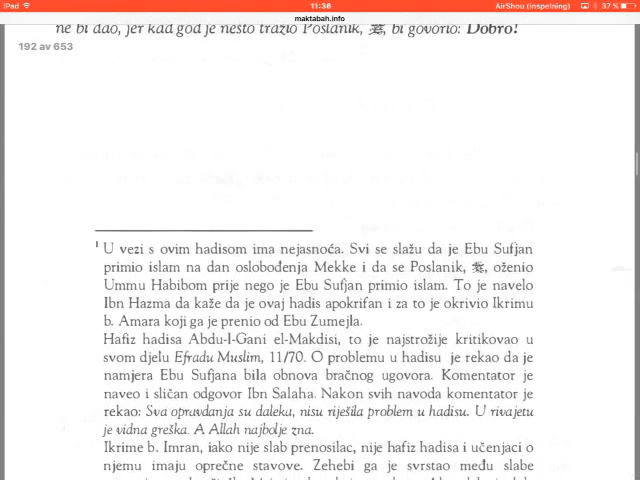 iPad 11:36 AirShou (Inspelning) 37 %
maktabah.info
ne bi dao, jer kad god je nešto tražio Poslanik, ﷺ, bi govorio: Dobro!
192 av 653
1 U vezi s ovim hadisom ima nejasnoća. Svi se slažu da je Ebu Sufjan
primio islam na dan oslobođenja Mekke i da se Poslanik, ﷺ, oženio
Ummu Habibom prije nego je Ebu Sufjan primio islam. To je navelo
Ibn Hazma da kaže da je ovaj hadis apokrifan i za to je okrivio Ikrimu
b. Amara koji ga je prenio od Ebu Zumejla.
Hafiz hadisa Abdu-l-Gani el-Makdisi, to je najstrožije kritikovao u
svom djelu Efradu Muslim, 11/70. O problemu u hadisu je rekao da je
namjera Ebu Sufjana bila obnova bračnog ugovora. Komentator je
naveo i sličan odgovor Ibn Salaha. Nakon svih navoda komentator je
rekao: Sva opravdanja su daleka, nisu riješila problem u hadisu. U rivajetu
je vidna greška. A Allah najbolje zna.
Ikrime b. Imran, iako nije slab prenosilac, nije hafiz hadisa i učenjaci o
njemu imaju oprečne stavove. Zehebi ga je svrstao među slabe